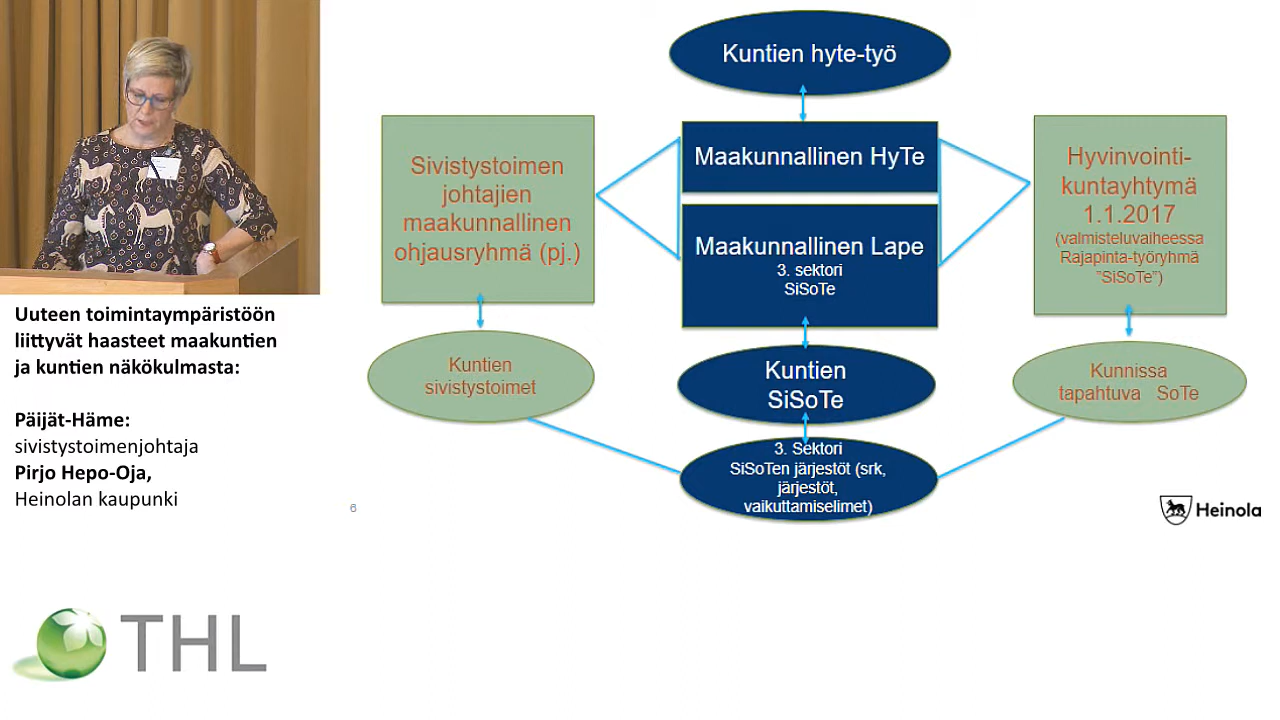 Kuntien hyte-työ
Sivistystoimen
johtajien
maakunnallinen
ohjausryhmä (pj.)
Maakunnallinen HyTe
Maakunnallinen Lape
3. sektori
SiSoTe
Hyvinvointi-
kuntayhtymä
1.1.2017
(valmisteluvaiheessa
Rajapinta-työryhmä
”SiSoTe”)
Kuntien
sivistystoimet
Kuntien
SiSoTe
Kunnissa
tapahtuva SoTe
3. Sektori
SiSoTen järjestöt (srk,
järjestöt,
vaikuttamiselimet)
6
Heinola
Uuteen toimintaympäristöön
liittyvät haasteet maakuntien
ja kuntien näkökulmasta:
Päijät-Häme:
sivistystoimenjohtaja
Pirjo Hepo-Oja,
Heinolan kaupunki
THL